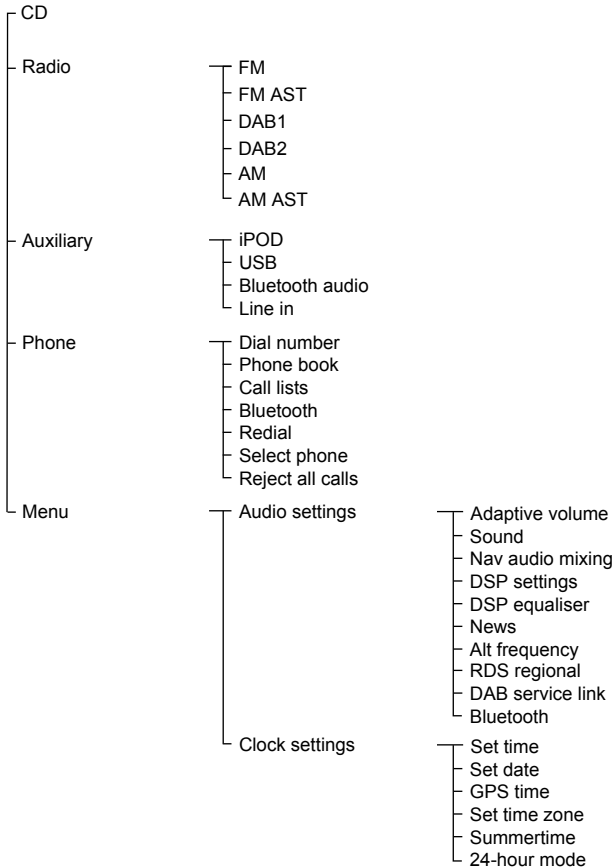 CD
Radio
FM
FM AST
DAB1
DAB2
AM
AM AST
Auxiliary
iPOD
USB
Bluetooth audio
Line in
Phone
Dial number
Phone book
Call lists
Bluetooth
Redial
Select phone
Reject all calls
Menu
Audio settings
Adaptive volume
Sound
Nav audio mixing
DSP settings
DSP equaliser
News
Alt frequency
RDS regional
DAB service link
Bluetooth
Clock settings
Set time
Set date
GPS time
Set time zone
Summertime
24-hour mode